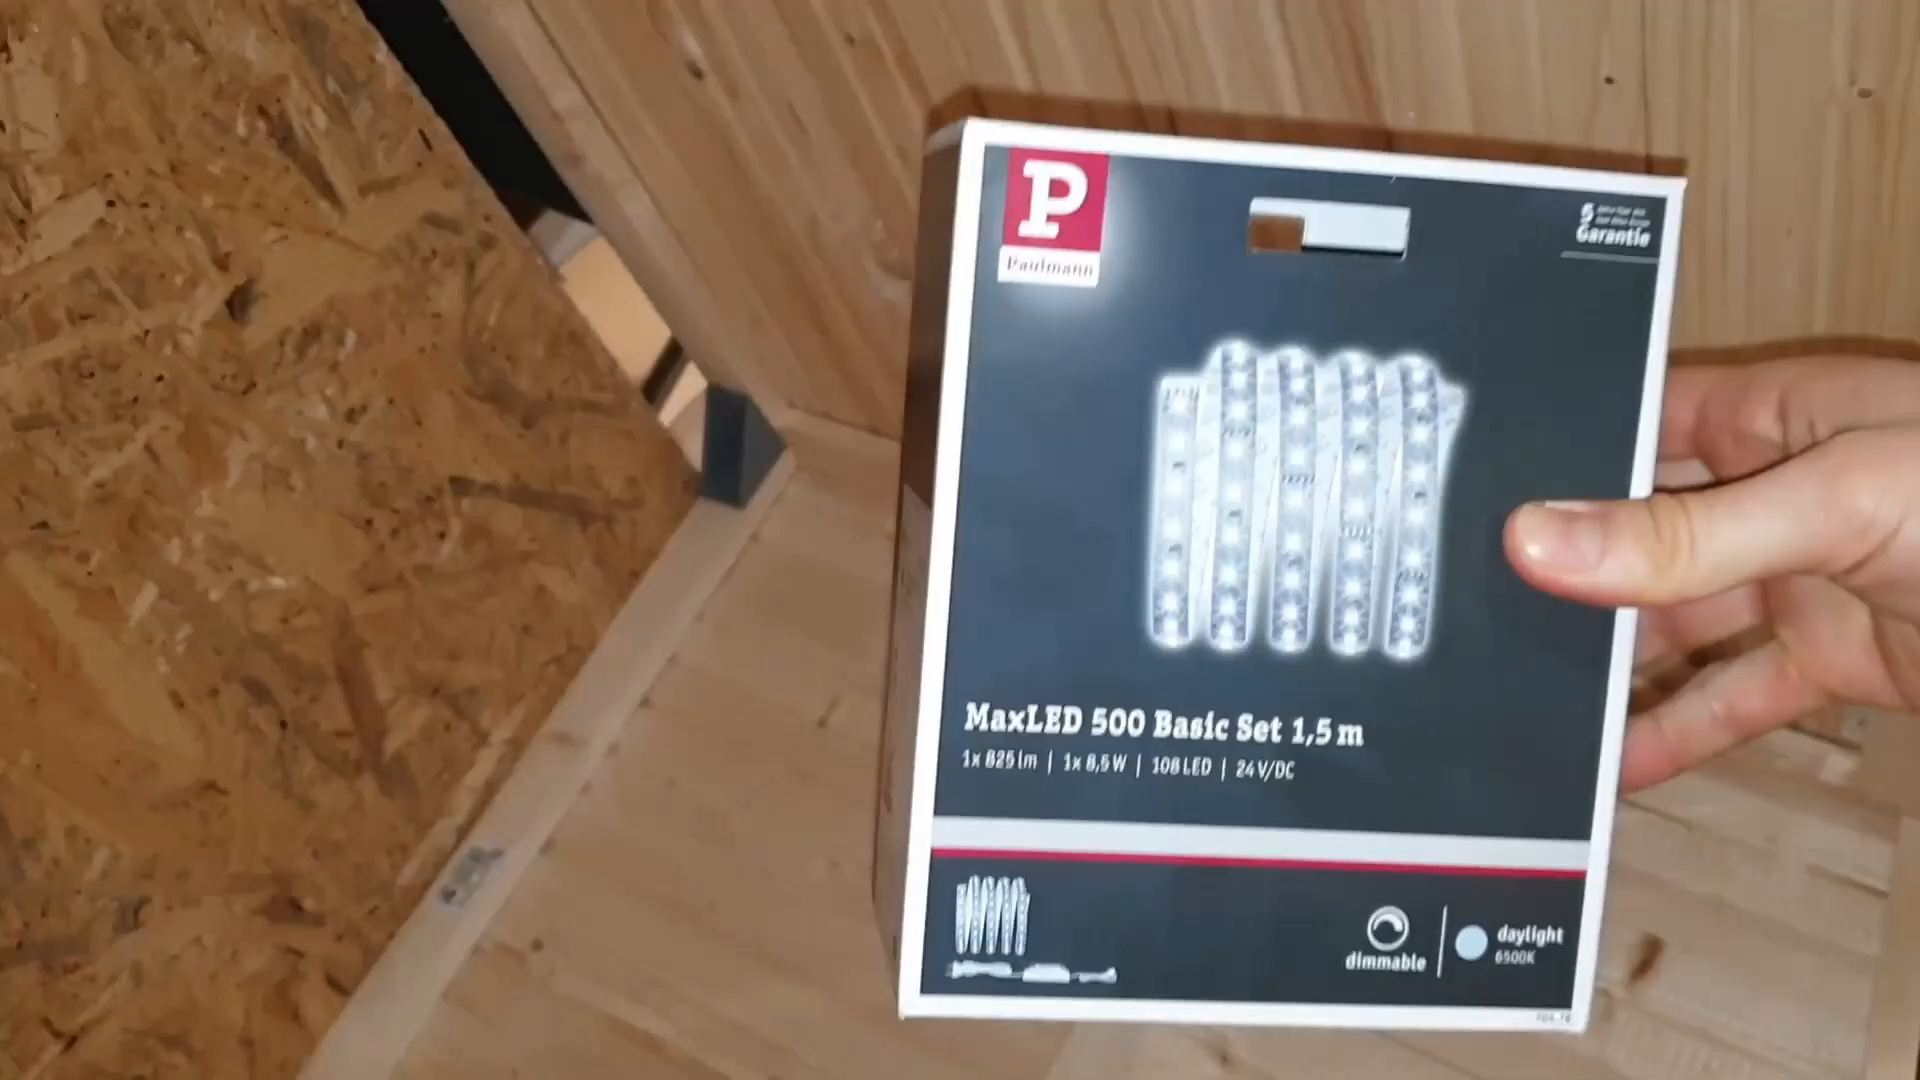 P
Paulmann
5
Garantie
MaxLED 500 Basic Set 1,5 m
1x 825 lm | 1x 8,5 W | 108 LED | 24 V/DC
dimmable
daylight
6500K